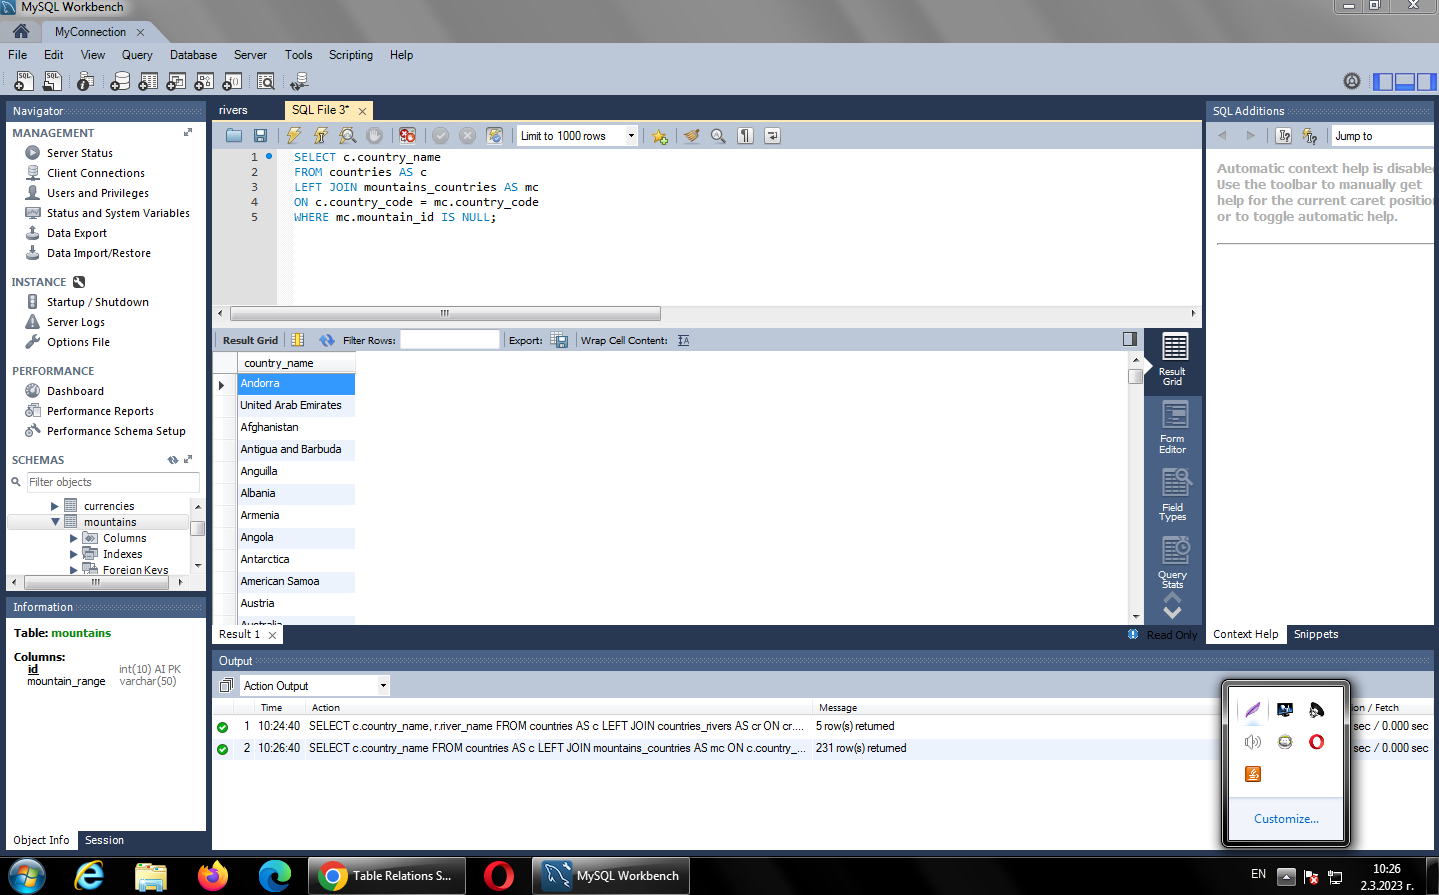 MySQL Workbench
MyConnection
File Edit View Query Database Server Tools Scripting Help
Navigator
MANAGEMENT
Server Status
Client Connections
Users and Privileges
Status and System Variables
Data Export
Data Import/Restore
INSTANCE
Startup / Shutdown
Server Logs
Options File
PERFORMANCE
Dashboard
Performance Reports
Performance Schema Setup
SCHEMAS
Filter objects
currencies
mountains
Columns
Indexes
Foreign Keys
Information
Table: mountains
Columns:
id int(10) AI PK
mountain_range varchar(50)
Object Info Session
rivers SQL File 3*
Limit to 1000 rows
1 SELECT c.country_name
2 FROM countries AS c
3 LEFT JOIN mountains_countries AS mc
4 ON c.country_code = mc.country_code
5 WHERE mc.mountain_id IS NULL;
Result Grid Filter Rows: Export: Wrap Cell Content:
country_name
Andorra
United Arab Emirates
Afghanistan
Antigua and Barbuda
Anguilla
Albania
Armenia
Angola
Antarctica
American Samoa
Austria
Australia
Result Grid
Form Editor
Field Types
Query Stats
Result 1
Read Only
SQL Additions
Jump to
Automatic context help is disabled
Use the toolbar to manually get
help for the current caret position
or to toggle automatic help.
Context Help Snippets
Output
Action Output
Time Action Message ion / Fetch
1 10:24:40 SELECT c.country_name, r.river_name FROM countries AS c LEFT JOIN countries_rivers AS cr ON cr.... 5 row(s) returned sec / 0.000 sec
2 10:26:40 SELECT c.country_name FROM countries AS c LEFT JOIN mountains_countries AS mc ON c.country_... 231 row(s) returned sec / 0.000 sec
Customize...
Table Relations S...
MySQL Workbench
EN
10:26
2.3.2023 г.